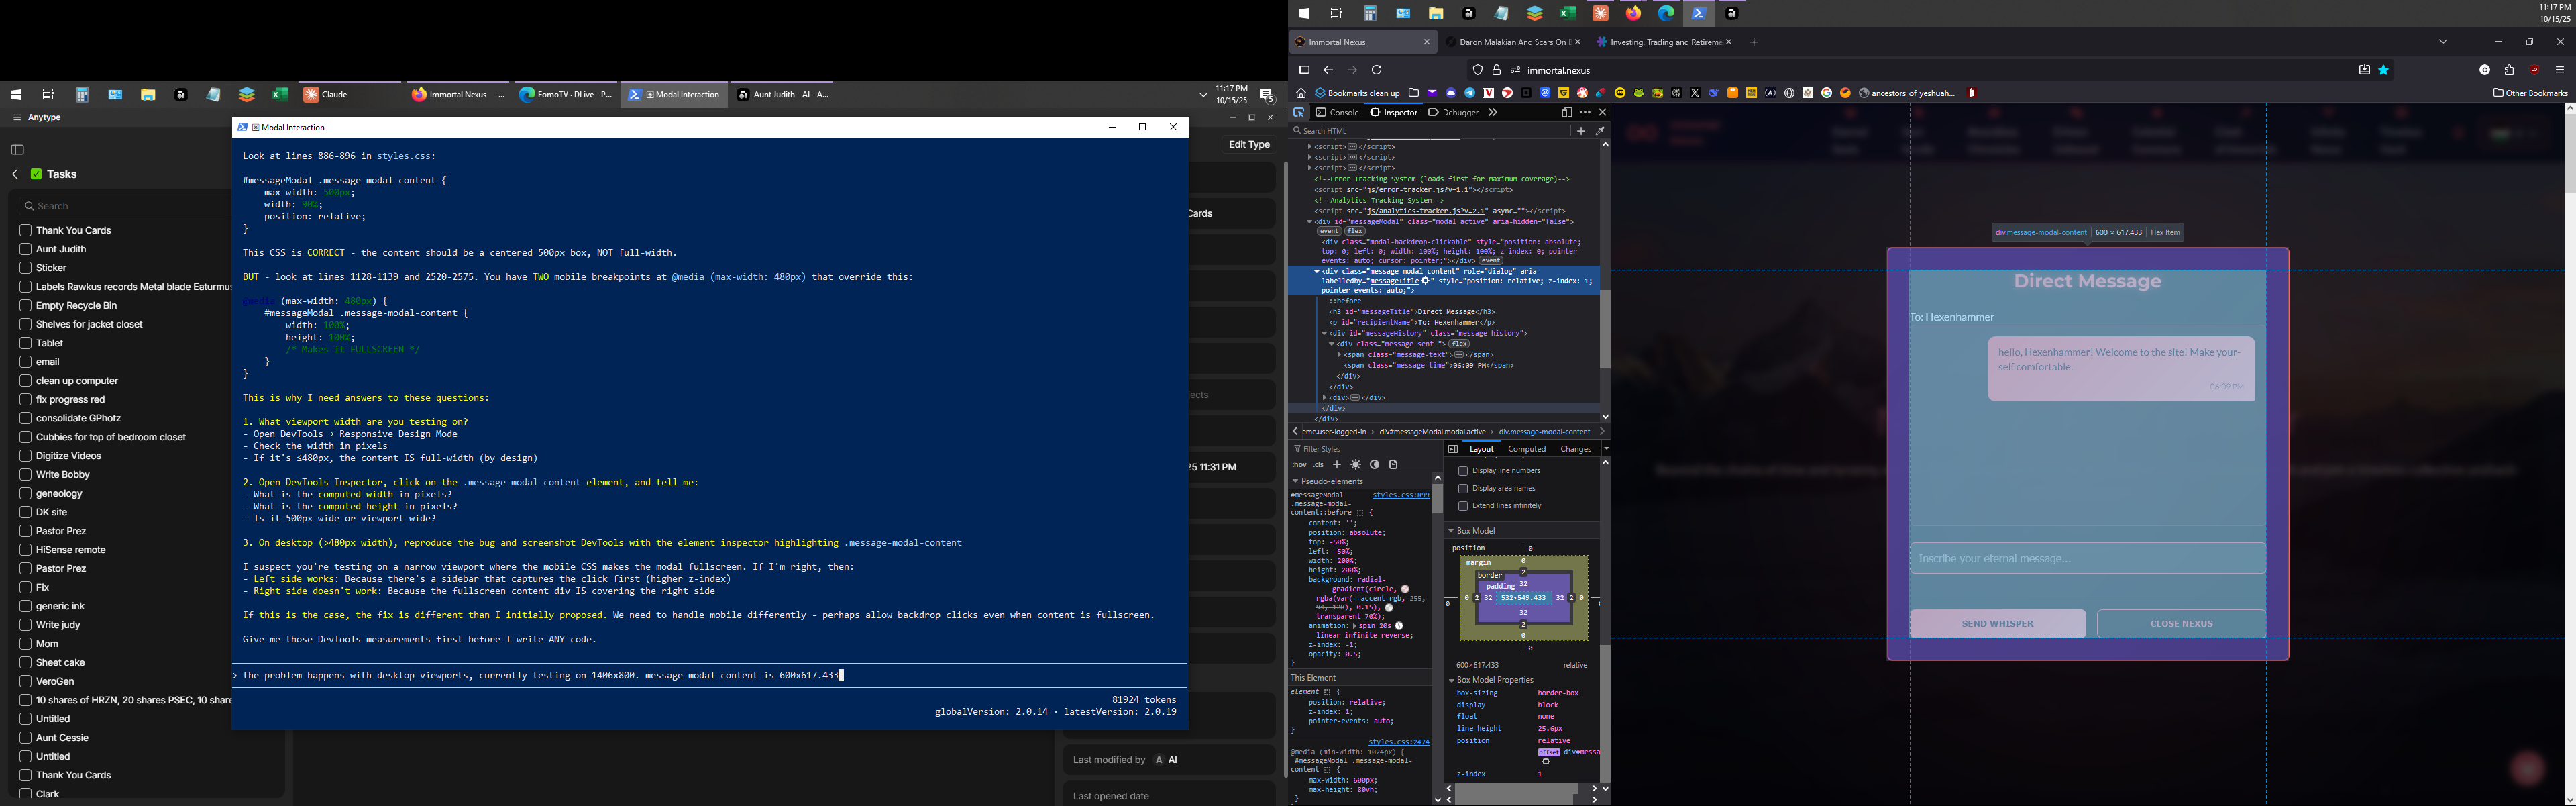 Claude
Immortal Nexus — ...
FomoTV · DLive - P...
Modal Interaction
Aunt Judith - AI - A...
11:17 PM
10/15/25
5
Anytype
Tasks
Search
Thank You Cards
Aunt Judith
Sticker
Labels Rawkus records Metal blade Eaturmus
Empty Recycle Bin
Shelves for jacket closet
Tablet
email
clean up computer
fix progress red
consolidate GPhotz
Cubbies for top of bedroom closet
Digitize Videos
Write Bobby
geneology
DK site
Pastor Prez
HiSense remote
Pastor Prez
Fix
generic ink
Write judy
Mom
Sheet cake
VeroGen
10 shares of HRZN, 20 shares PSEC, 10 share
Untitled
Aunt Cessie
Untitled
Thank You Cards
Clark
Modal Interaction
Look at lines 886-896 in styles.css:
#messageModal .message-modal-content {
max-width: 500px;
width: 90%;
position: relative;
}
This CSS is CORRECT - the content should be a centered 500px box, NOT full-width.
BUT - look at lines 1128-1139 and 2520-2575. You have TWO mobile breakpoints at @media (max-width: 480px) that override this:
@media (max-width: 480px) {
#messageModal .message-modal-content {
width: 100%;
height: 100%;
/* Makes it FULLSCREEN */
}
}
This is why I need answers to these questions:
1. What viewport width are you testing on?
- Open DevTools → Responsive Design Mode
- Check the width in pixels
- If it's ≤480px, the content IS full-width (by design)
2. Open DevTools Inspector, click on the .message-modal-content element, and tell me:
- What is the computed width in pixels?
- What is the computed height in pixels?
- Is it 500px wide or viewport-wide?
3. On desktop (>480px width), reproduce the bug and screenshot DevTools with the element inspector highlighting .message-modal-content
I suspect you're testing on a narrow viewport where the mobile CSS makes the modal fullscreen. If I'm right, then:
- Left side works: Because there's a sidebar that captures the click first (higher z-index)
- Right side doesn't work: Because the fullscreen content div IS covering the right side
If this is the case, the fix is different than I initially proposed. We need to handle mobile differently - perhaps allow backdrop clicks even when content is fullscreen.
Give me those DevTools measurements first before I write ANY code.
> the problem happens with desktop viewports, currently testing on 1406x800. message-modal-content is 600x617.433
81924 tokens
globalVersion: 2.0.14 · latestVersion: 2.0.19
Edit Type
Cards
jects
25 11:31 PM
Last modified by A AI
Last opened date
11:17 PM
10/15/25
Immortal Nexus
Daron Malakian And Scars On B
Investing, Trading and Retireme
immortal.nexus
Bookmarks clean up
ancestors_of_yeshuah...
Other Bookmarks
Console
Inspector
Debugger
Search HTML
<script></script>
<script></script>
<script></script>
<!--Error Tracking System (loads first for maximum coverage)-->
<script src="js/error-tracker.js?v=1.1"></script>
<!--Analytics Tracking System-->
<script src="js/analytics-tracker.js?v=2.1" async=""></script>
<div id="messageModal" class="modal active" aria-hidden="false">
event flex
<div class="modal-backdrop-clickable" style="position: absolute;
top: 0; left: 0; width: 100%; height: 100%; z-index: 0; pointer-
events: auto; cursor: pointer;"></div> event
<div class="message-modal-content" role="dialog" aria-
labelledby="messageTitle" style="position: relative; z-index: 1;
pointer-events: auto;">
::before
<h3 id="messageTitle">Direct Message</h3>
<p id="recipientName">To: Hexenhammer</p>
<div id="messageHistory" class="message-history">
<div class="message sent "> flex
<span class="message-text"></span>
<span class="message-time">06:09 PM</span>
</div>
</div>
<div></div>
</div>
</div>
eme.user-logged-in
div#messageModal.modal.active
div.message-modal-content
Filter Styles
:hov .cls
Pseudo-elements
#messageModal styles.css:899
.message-modal-
content::before {
content: '';
position: absolute;
top: -50%;
left: -50%;
width: 200%;
height: 200%;
background: radial-
gradient(circle,
rgba(var(--accent-rgb, 255,
94, 120), 0.15),
transparent 70%);
animation: spin 20s
linear infinite reverse;
z-index: -1;
opacity: 0.5;
}
This Element
element {
position: relative;
z-index: 1;
pointer-events: auto;
}
styles.css:2474
@media (min-width: 1024px) {
#messageModal .message-modal-
content {
max-width: 600px;
max-height: 80vh;
}
Layout
Computed
Changes
Display line numbers
Display area names
Extend lines infinitely
Box Model
position 0
margin 0
border 2
padding 32
0 0 2 32 532×549.433 32 2 0
32
2
0
0
600×617.433 relative
Box Model Properties
box-sizing border-box
display block
float none
line-height 25.6px
position relative
offset div#messa
z-index 1
div.message-modal-content | 600 × 617.433 | Flex Item
Direct Message
To: Hexenhammer
hello, Hexenhammer! Welcome to the site! Make your-
self comfortable.
06:09 PM
Inscribe your eternal message...
SEND WHISPER
CLOSE NEXUS